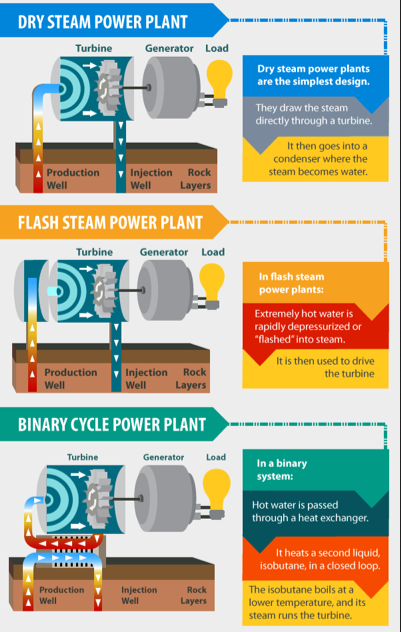 DRY STEAM POWER PLANT
Turbine Generator Load
Production Well Injection Well Rock Layers
Dry steam power plants
are the simplest design.
They draw the steam
directly through a turbine.
It then goes into a
condenser where the
steam becomes water.
FLASH STEAM POWER PLANT
Turbine Generator Load
Production Well Injection Well Rock Layers
In flash steam
power plants:
Extremely hot water is
rapidly depressurized or
"flashed" into steam.
It is then used to drive
the turbine
BINARY CYCLE POWER PLANT
Turbine Generator Load
Production Well Injection Well Rock Layers
In a binary
system:
Hot water is passed
through a heat exchanger.
It heats a second liquid,
isobutane, in a closed loop.
The isobutane boils at a
lower temperature, and its
steam runs the turbine.